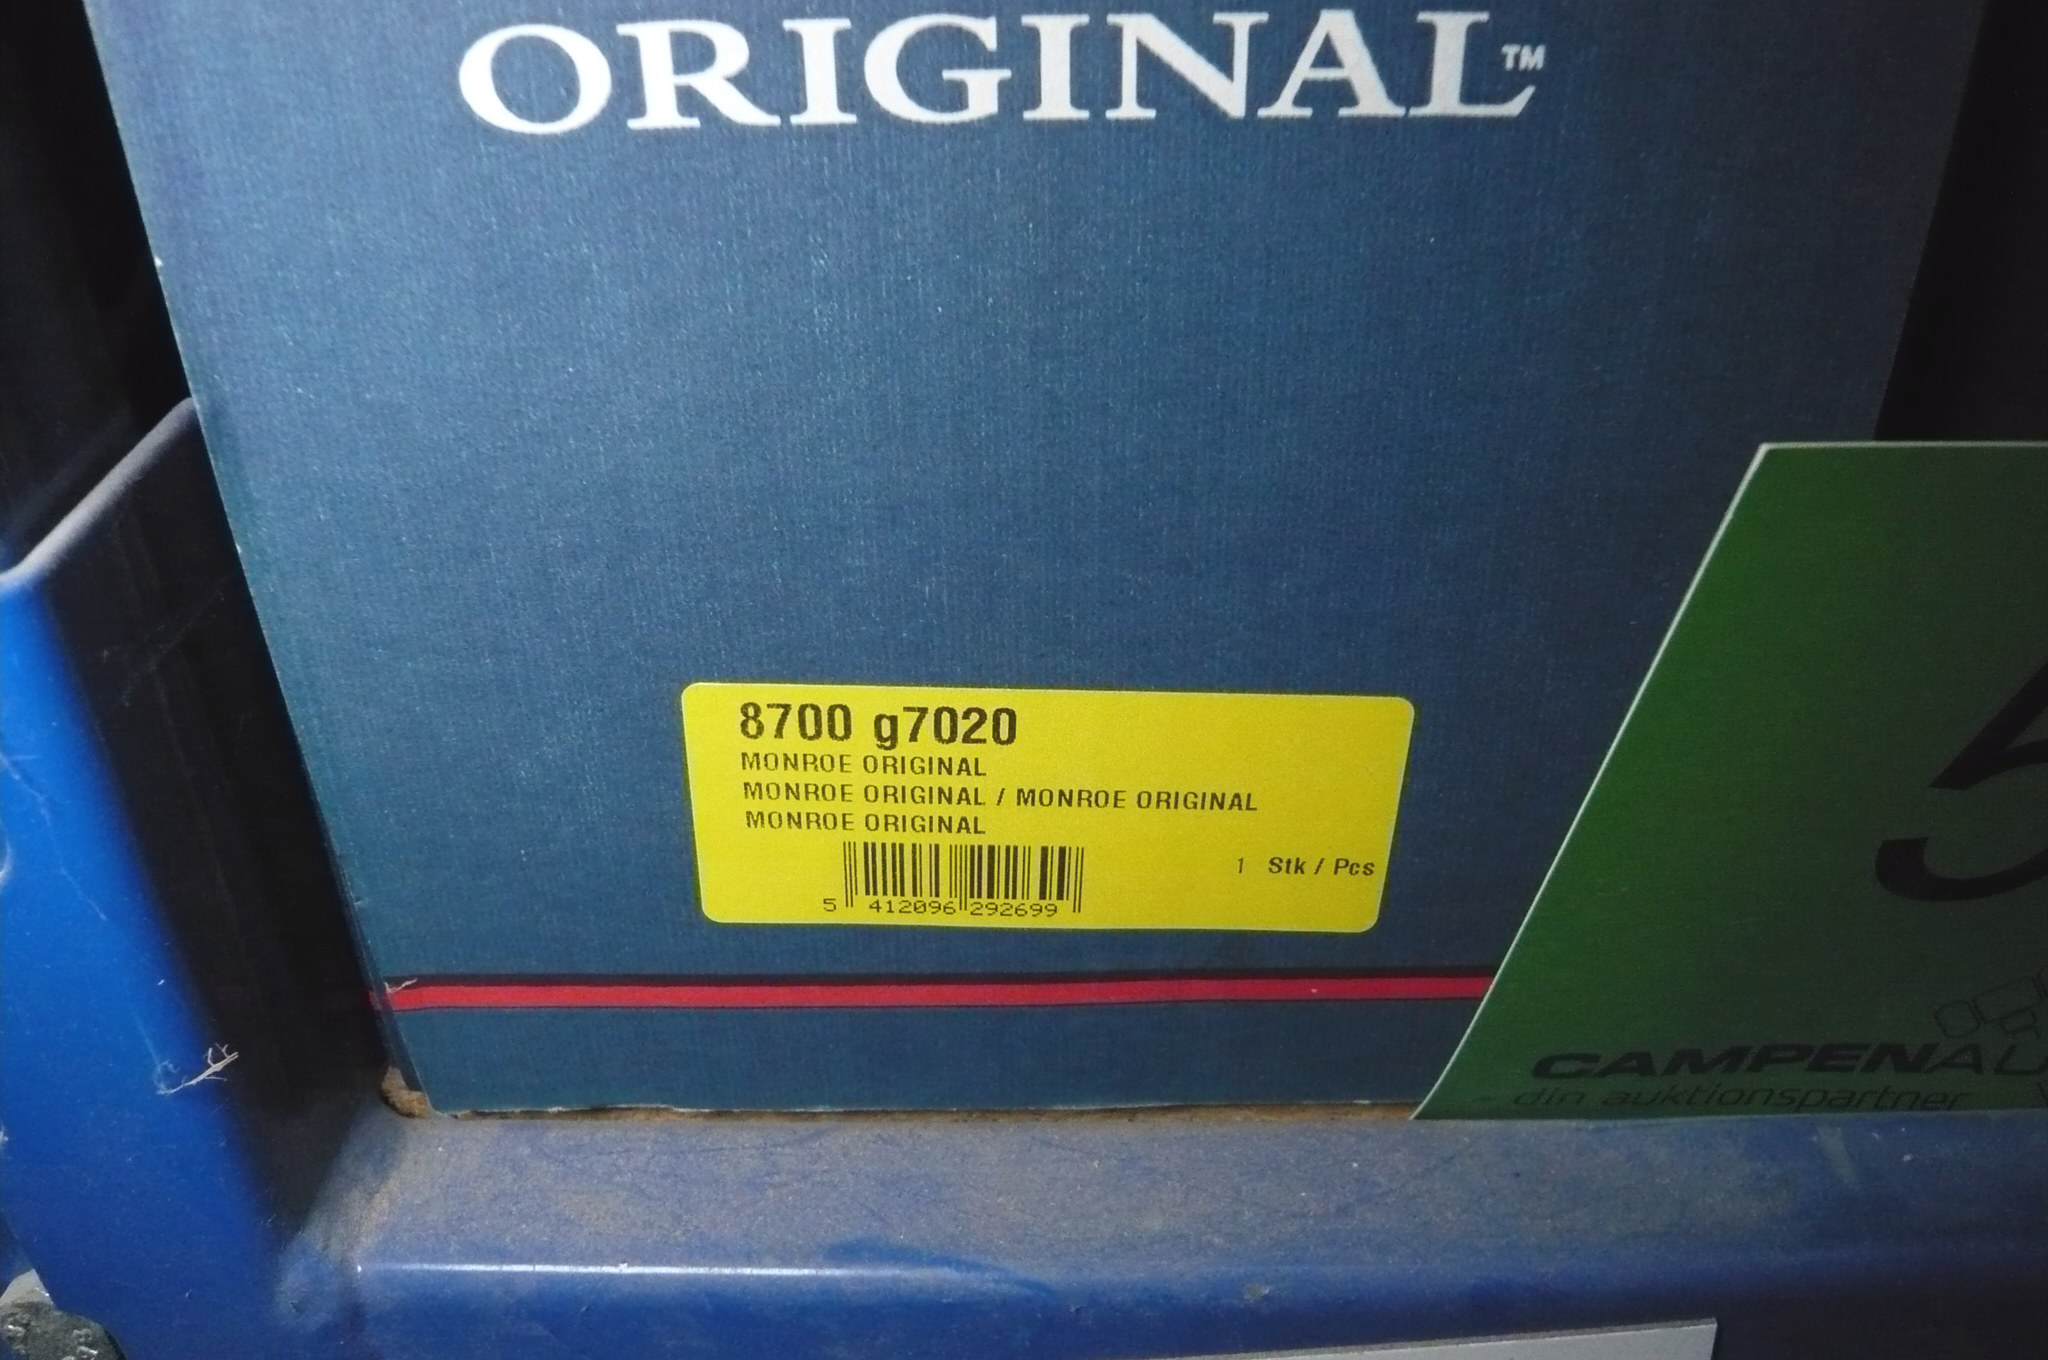 ORIGINAL™
8700 g7020
MONROE ORIGINAL
MONROE ORIGINAL / MONROE ORIGINAL
MONROE ORIGINAL
1 Stk / Pcs
5 412096 292699
5
CAMPENAU
din auktionspartner